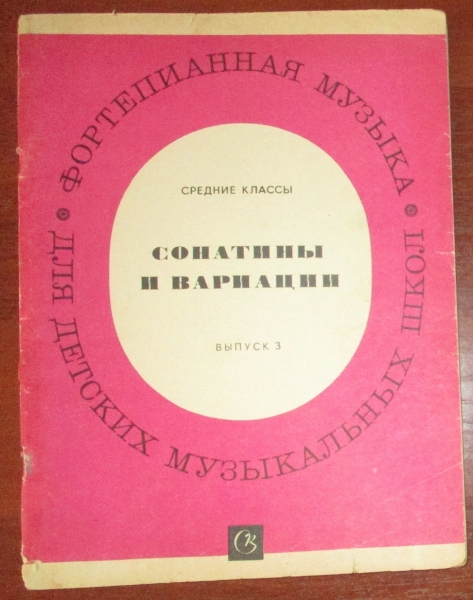 ФОРТЕПИАННАЯ МУЗЫКА
ДЛЯ ДЕТСКИХ МУЗЫКАЛЬНЫХ ШКОЛ
СРЕДНИЕ КЛАССЫ
СОНАТИНЫ
И ВАРИАЦИИ
ВЫПУСК 3
СК